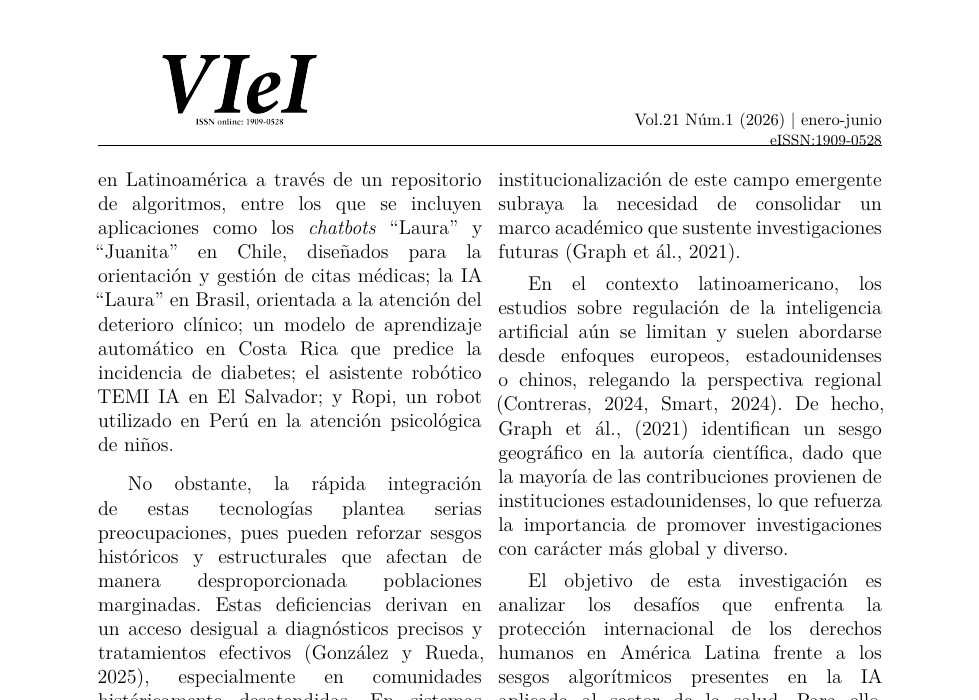 VIeI
ISSN online: 1909-0528
Vol.21 Núm.1 (2026) | enero-junio
eISSN:1909-0528
en Latinoamérica a través de un repositorio
de algoritmos, entre los que se incluyen
aplicaciones como los chatbots “Laura” y
“Juanita” en Chile, diseñados para la
orientación y gestión de citas médicas; la IA
“Laura” en Brasil, orientada a la atención del
deterioro clínico; un modelo de aprendizaje
automático en Costa Rica que predice la
incidencia de diabetes; el asistente robótico
TEMI IA en El Salvador; y Ropi, un robot
utilizado en Perú en la atención psicológica
de niños.
No obstante, la rápida integración
de estas tecnologías plantea serias
preocupaciones, pues pueden reforzar sesgos
históricos y estructurales que afectan de
manera desproporcionada poblaciones
marginadas. Estas deficiencias derivan en
un acceso desigual a diagnósticos precisos y
tratamientos efectivos (González y Rueda,
2025), especialmente en comunidades
históricamente desatendidas. En sistemas
institucionalización de este campo emergente
subraya la necesidad de consolidar un
marco académico que sustente investigaciones
futuras (Graph et ál., 2021).
En el contexto latinoamericano, los
estudios sobre regulación de la inteligencia
artificial aún se limitan y suelen abordarse
desde enfoques europeos, estadounidenses
o chinos, relegando la perspectiva regional
(Contreras, 2024, Smart, 2024). De hecho,
Graph et ál., (2021) identifican un sesgo
geográfico en la autoría científica, dado que
la mayoría de las contribuciones provienen de
instituciones estadounidenses, lo que refuerza
la importancia de promover investigaciones
con carácter más global y diverso.
El objetivo de esta investigación es
analizar los desafíos que enfrenta la
protección internacional de los derechos
humanos en América Latina frente a los
sesgos algorítmicos presentes en la IA
aplicada al sector de la salud. Para ello,